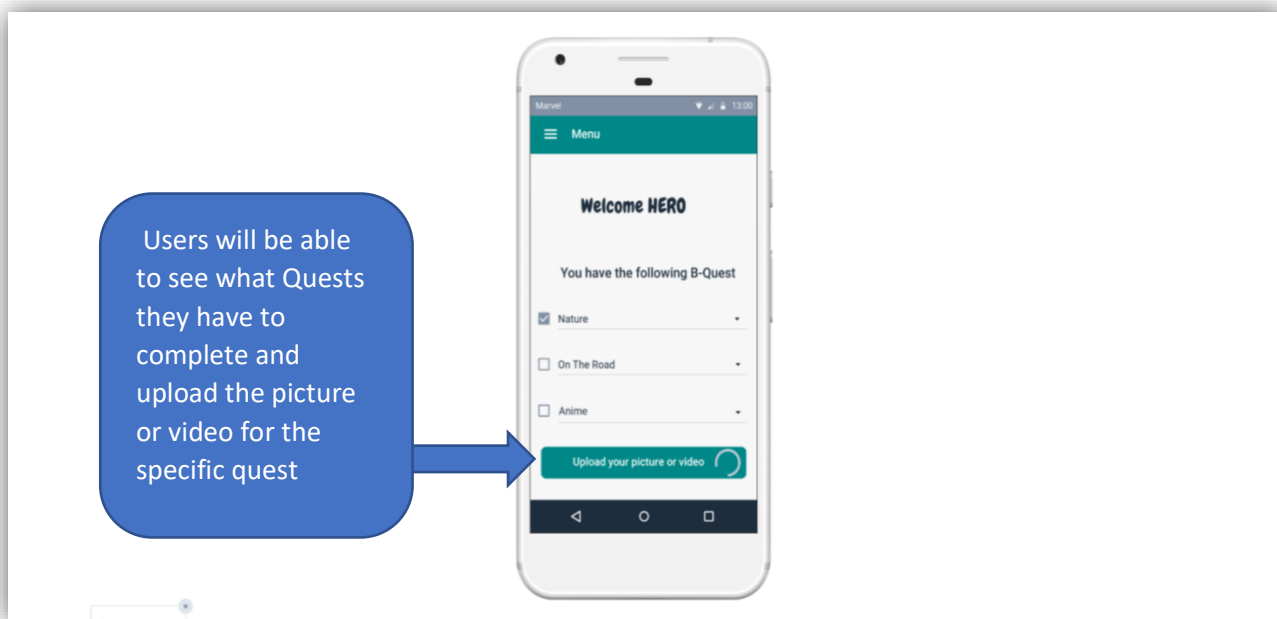 Marvel 13:00
Menu
Welcome HERO
You have the following B-Quest
Nature
On The Road
Anime
Upload your picture or video
Users will be able
to see what Quests
they have to
complete and
upload the picture
or video for the
specific quest